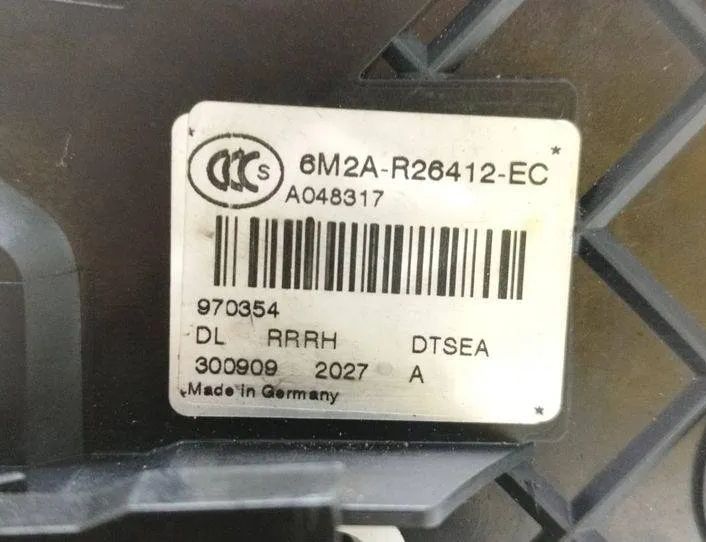 CCC S 6M2A-R26412-EC
A048317
970354
DL RRRH DTSEA
300909 2027 A
Made in Germany